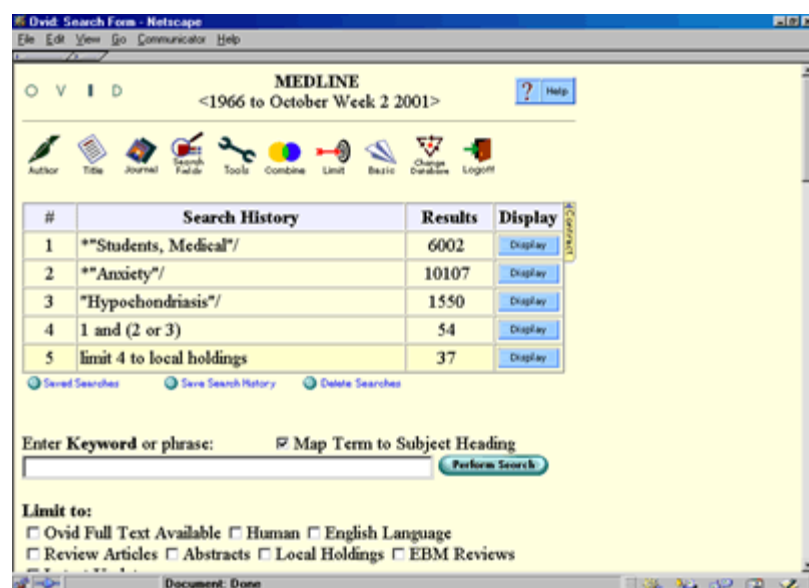 Ovid: Search Form - Netscape
File Edit View Go Communicator Help
O V I D
MEDLINE
<1966 to October Week 2 2001>
? Help
Author Title Journal Search Fields Tools Combine Limit Basic Change Database Logoff
# Search History Results Display
1 *"Students, Medical"/ 6002 Display
2 *"Anxiety"/ 10107 Display
3 "Hypochondriasis"/ 1550 Display
4 1 and (2 or 3) 54 Display
5 limit 4 to local holdings 37 Display
Contract
Saved Searches Save Search History Delete Searches
Enter Keyword or phrase: Map Term to Subject Heading
Perform Search
Limit to:
Ovid Full Text Available Human English Language
Review Articles Abstracts Local Holdings EBM Reviews
Document: Done